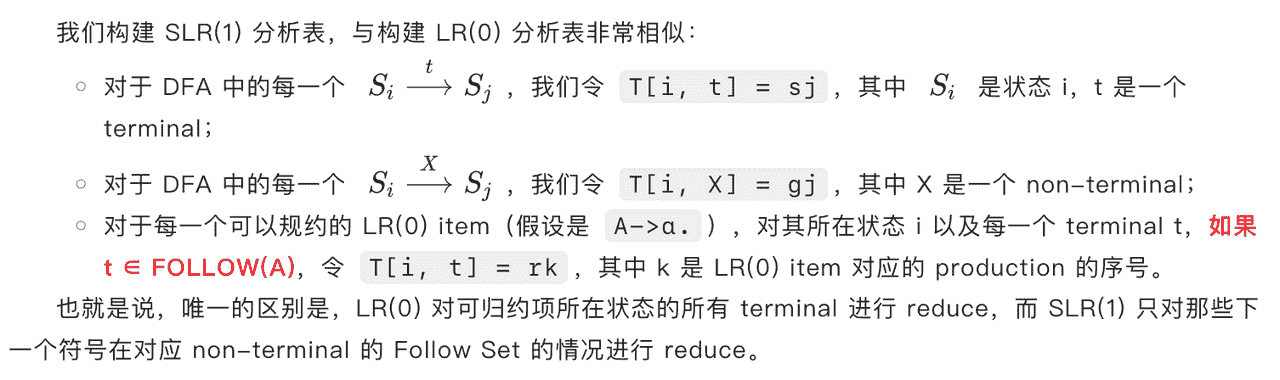 我们构建 SLR(1) 分析表，与构建 LR(0) 分析表非常相似：
○ 对于 DFA 中的每一个 Si —t→ Sj ，我们令 T[i, t] = sj ，其中 Si 是状态 i，t 是一个
terminal；
○ 对于 DFA 中的每一个 Si —X→ Sj ，我们令 T[i, X] = gj ，其中 X 是一个 non-terminal；
○ 对于每一个可以规约的 LR(0) item（假设是 A->α. ），对其所在状态 i 以及每一个 terminal t，如果
t ∈ FOLLOW(A)，令 T[i, t] = rk ，其中 k 是 LR(0) item 对应的 production 的序号。
也就是说，唯一的区别是，LR(0) 对可归约项所在状态的所有 terminal 进行 reduce，而 SLR(1) 只对那些下
一个符号在对应 non-terminal 的 Follow Set 的情况进行 reduce。